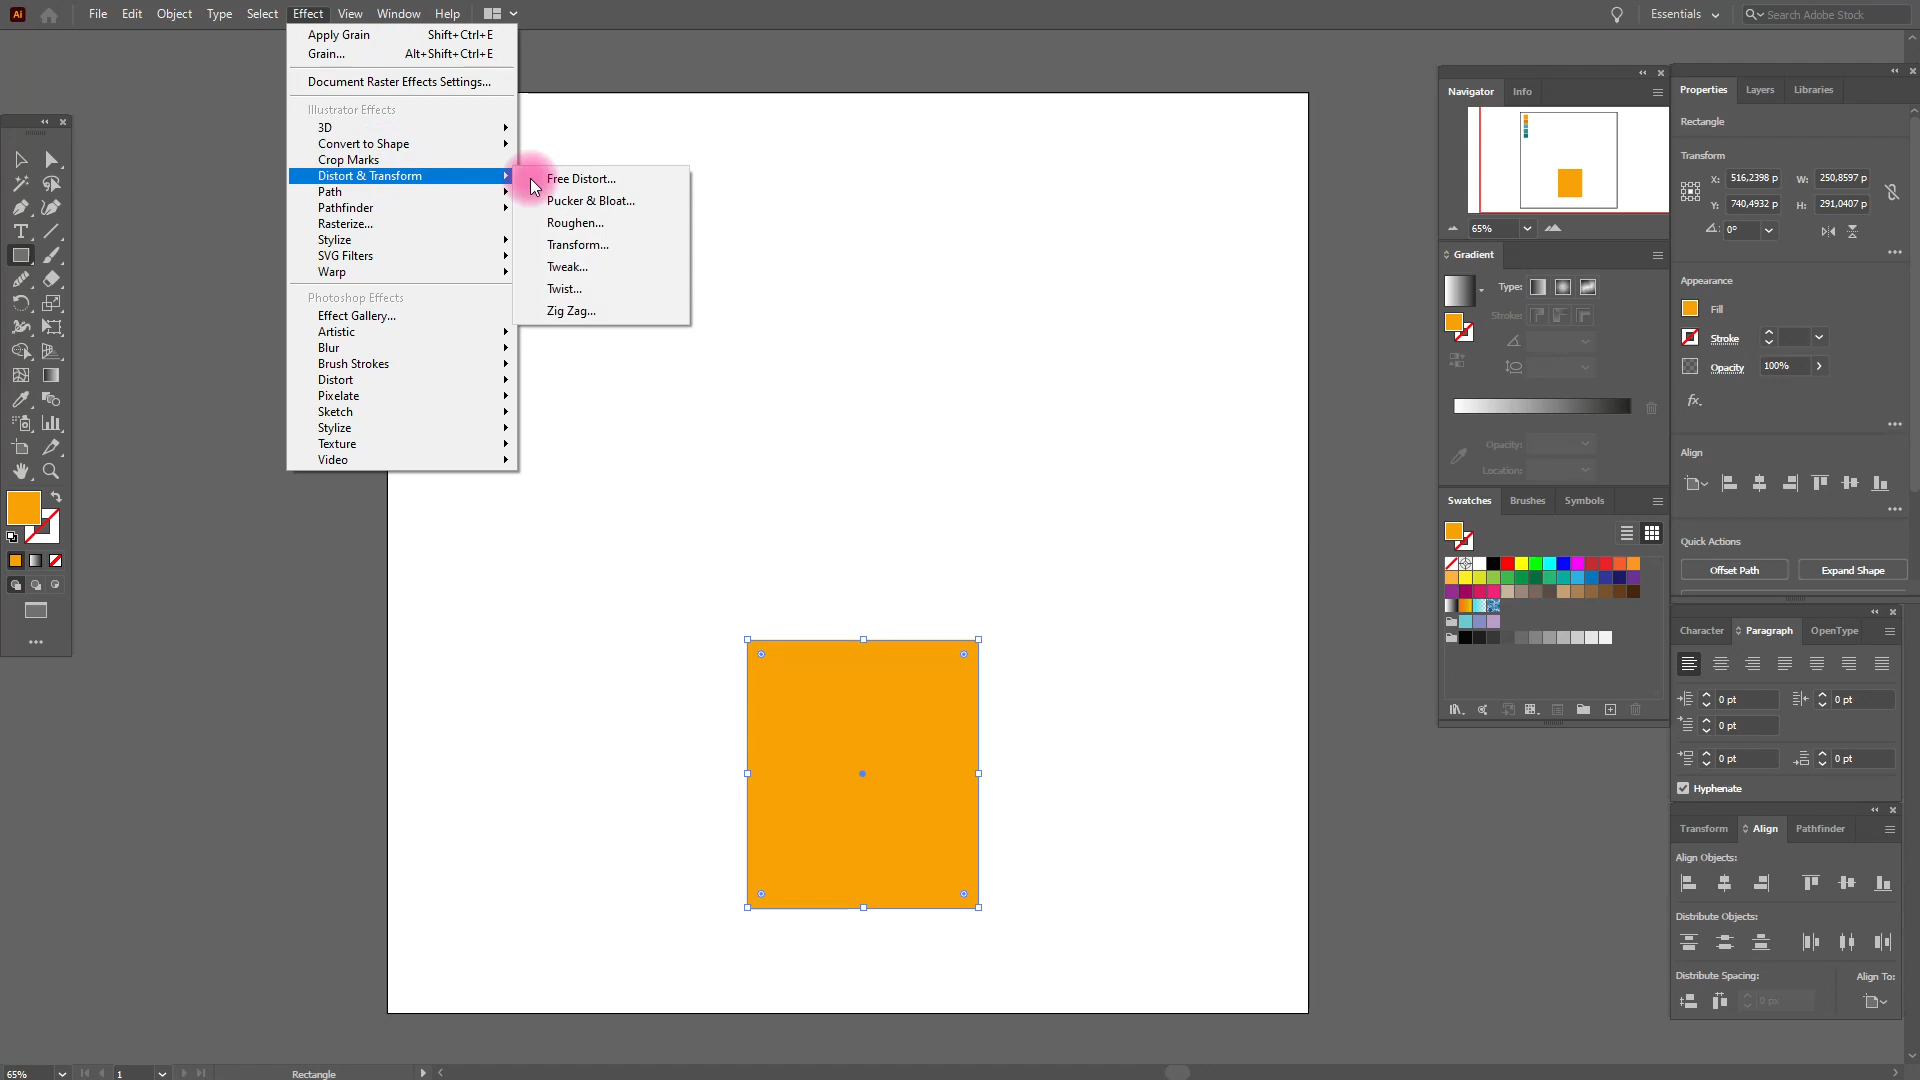 Ai File Edit Object Type Select Effect View Window Help Essentials Search Adobe Stock
Apply Grain Shift+Ctrl+E
Grain... Alt+Shift+Ctrl+E
Document Raster Effects Settings...
Illustrator Effects
3D
Convert to Shape
Crop Marks
Distort & Transform
Path
Pathfinder
Rasterize...
Stylize
SVG Filters
Warp
Photoshop Effects
Effect Gallery...
Artistic
Blur
Brush Strokes
Distort
Pixelate
Sketch
Stylize
Texture
Video
Free Distort...
Pucker & Bloat...
Roughen...
Transform...
Tweak...
Twist...
Zig Zag...
Navigator Info
65%
Gradient
Type:
Stroke:
Opacity:
Location:
Swatches Brushes Symbols
Properties Layers Libraries
Rectangle
Transform
X: 516,2398 p W: 250,8597 p
Y: 740,4932 p H: 291,0407 p
0°
Appearance
Fill
Stroke
Opacity 100%
fx.
Align
Quick Actions
Offset Path Expand Shape
Character Paragraph OpenType
0 pt 0 pt
0 pt
0 pt 0 pt
Hyphenate
Transform Align Pathfinder
Align Objects:
Distribute Objects:
Distribute Spacing: Align To:
0 px
65% 1 Rectangle